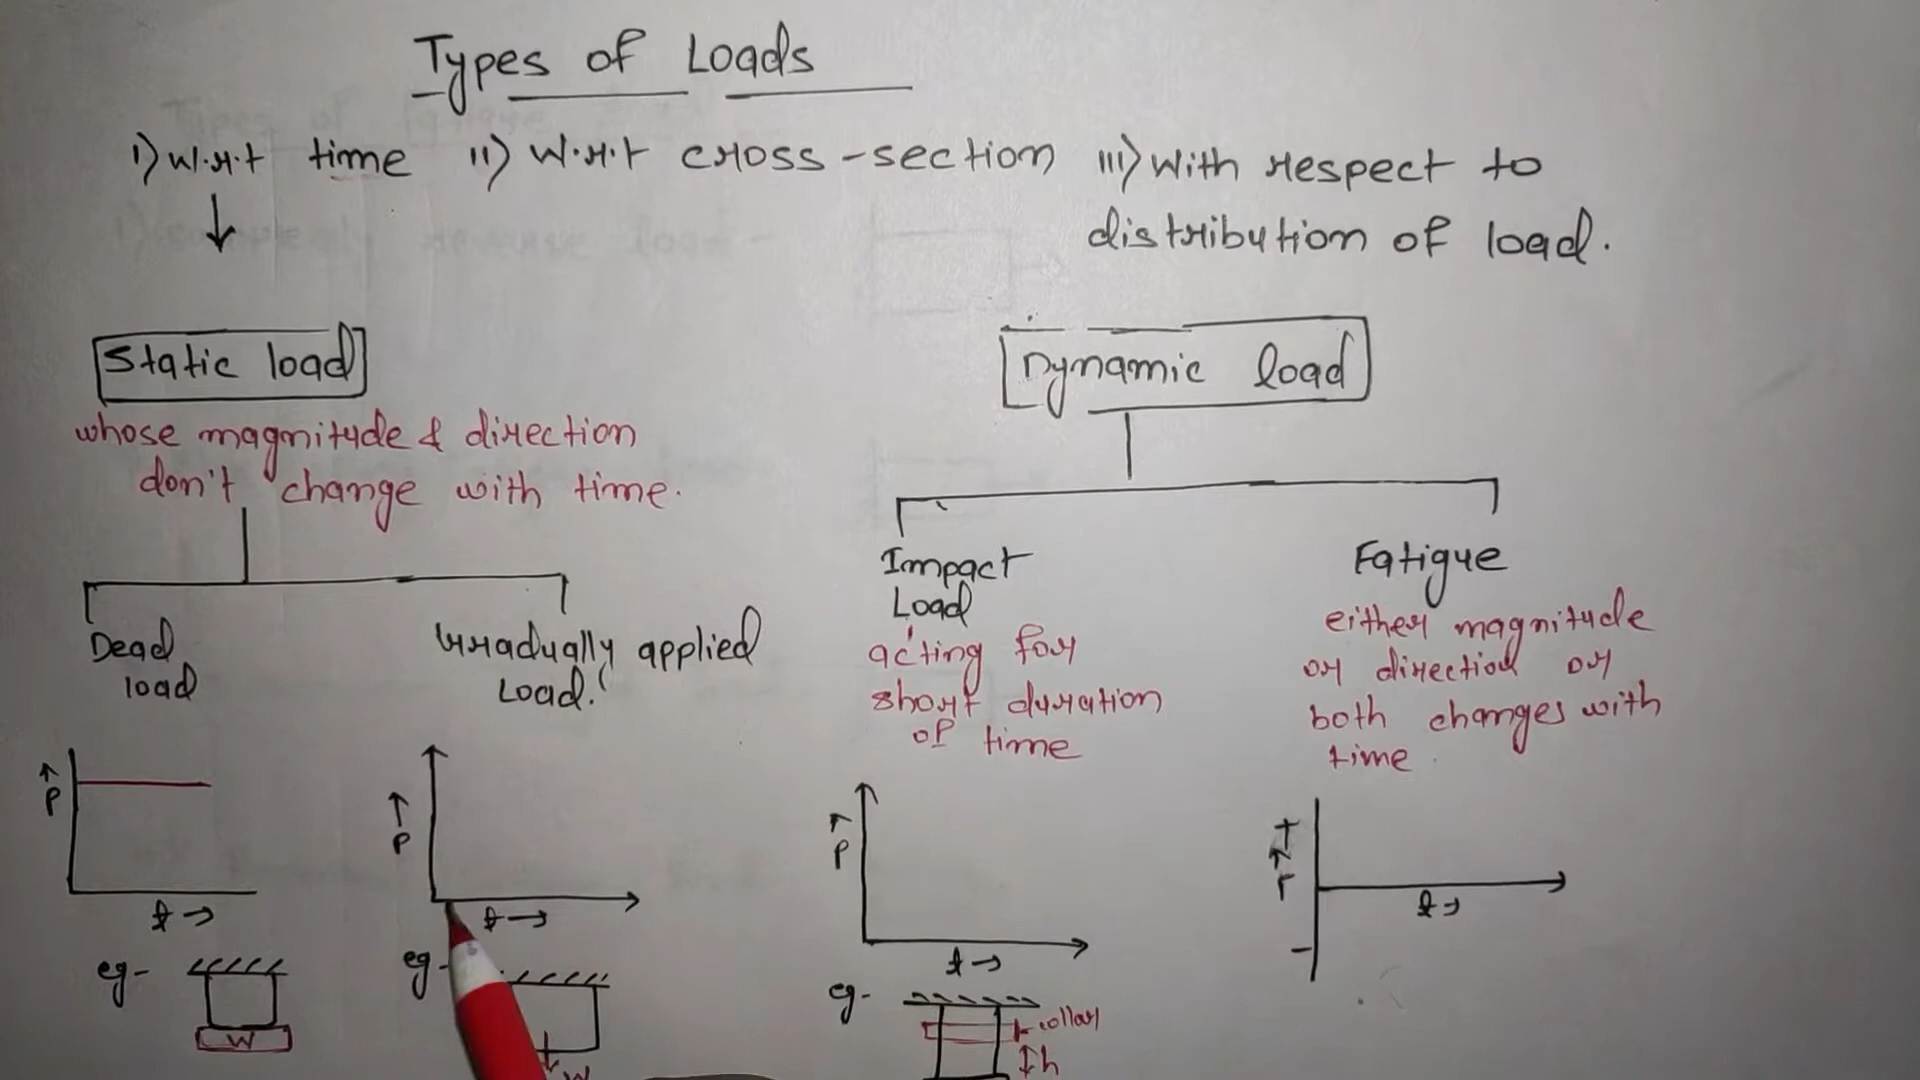 Types of Loads
i) W.r.t time ii) W.r.t cross-section iii) With respect to
distribution of load.
Static load
whose magnitude & direction
don't change with time.
Dead
load
Gradually applied
Load.
Dynamic load
Impact
Load
acting for
short duration
of time
Fatigue
either magnitude
or direction or
both changes with
time.
↑
P
t →
eg-
W
↑
P
t →
eg-
W
↑
P
t →
eg-
collar
h
+
↑
-
t →